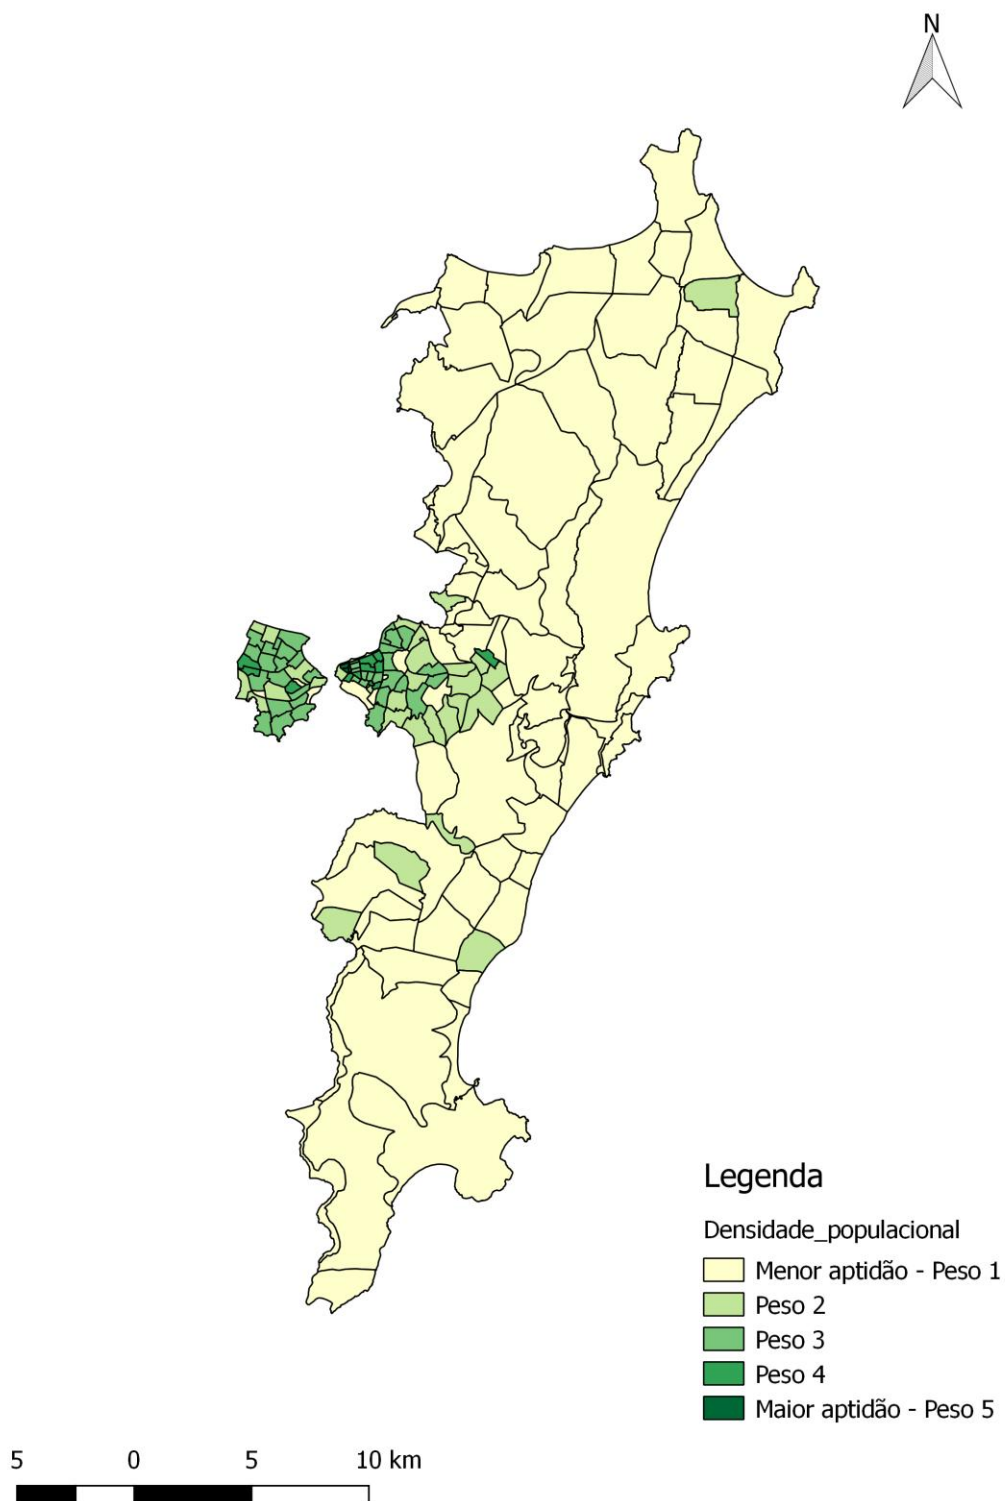 N
Legenda
Densidade_populacional
Menor aptidão - Peso 1
Peso 2
Peso 3
Peso 4
Maior aptidão - Peso 5
5 0 5 10 km